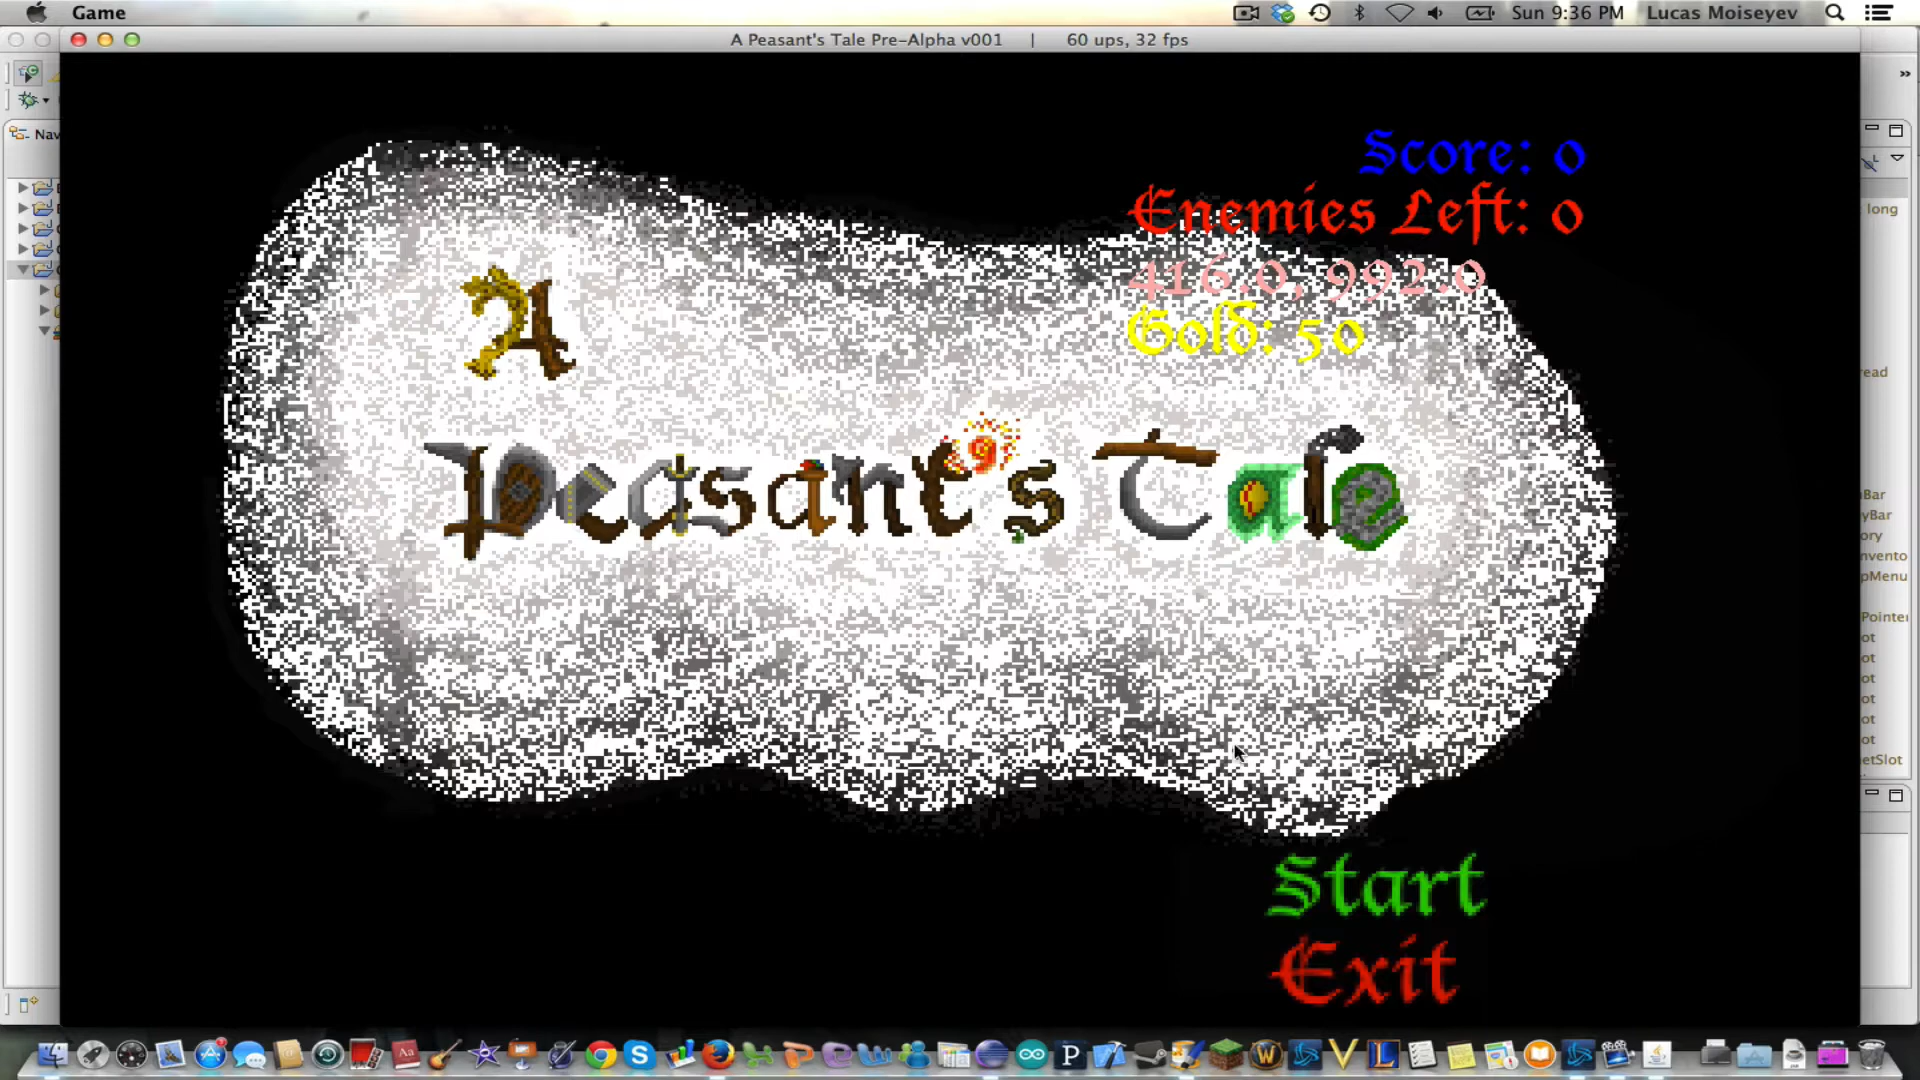 Game
Sun 9:36 PM
Lucas Moiseyev
A Peasant's Tale Pre-Alpha v001 | 60 ups, 32 fps
Nav
Score: 0
Enemies Left: 0
416.0, 992.0
Gold: 50
A
Peasant's Tale
long
ead
Bar
yBar
ory
nvento
pMenu
Pointer
ot
ot
ot
ot
ot
ot
etSlot
Start
Exit